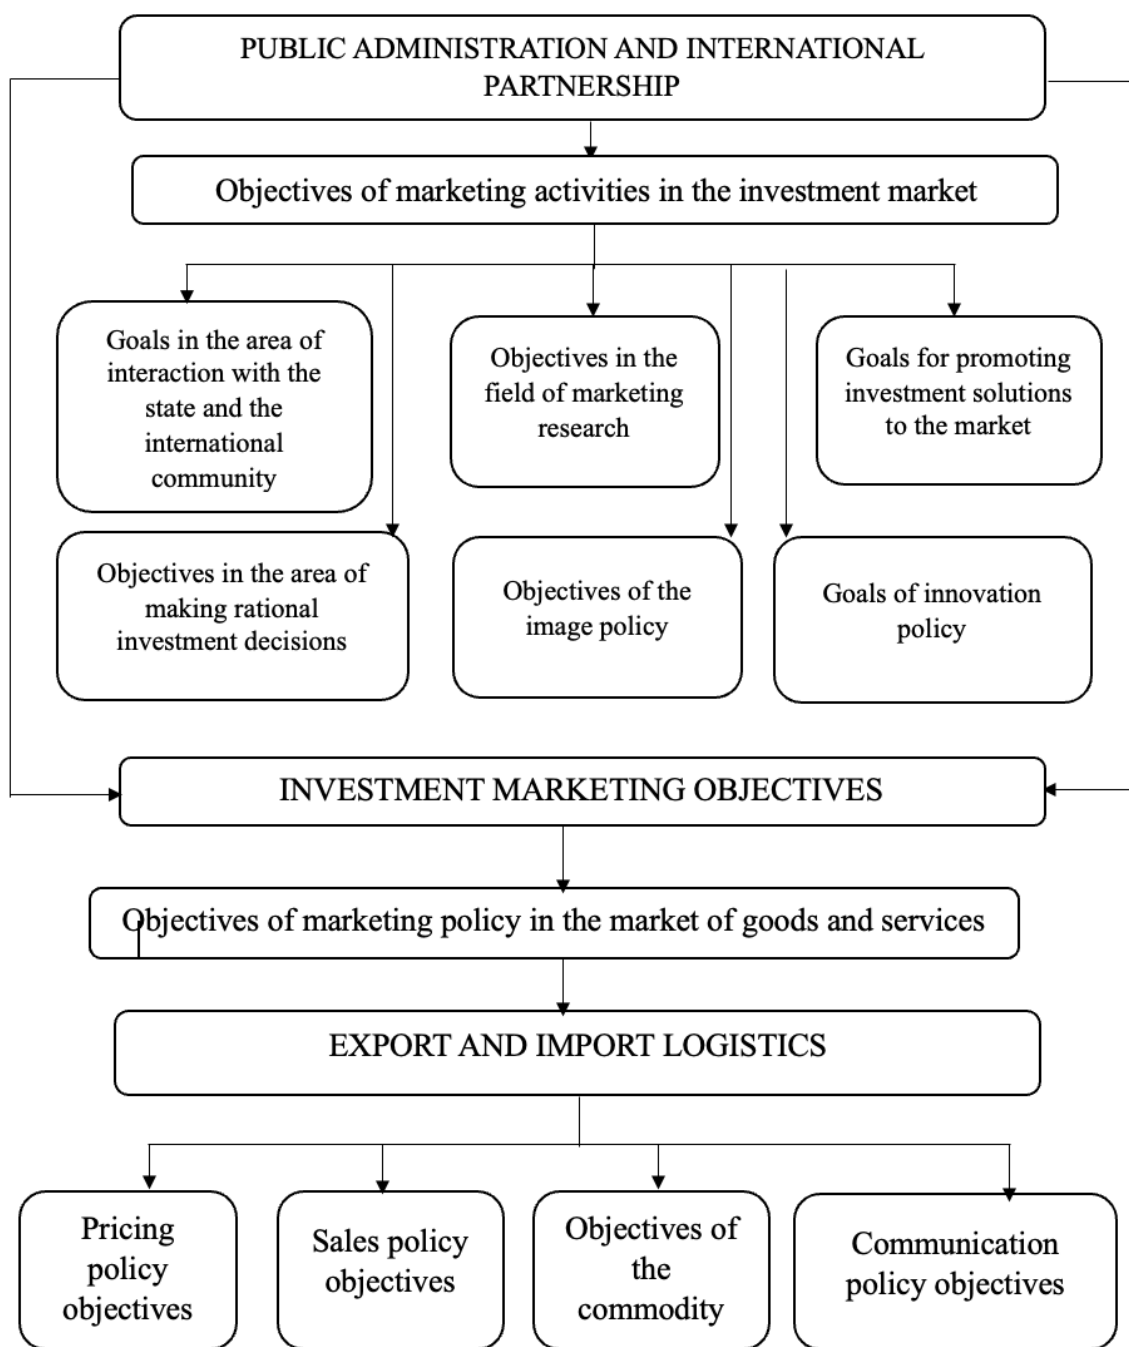 PUBLIC ADMINISTRATION AND INTERNATIONAL
PARTNERSHIP
Objectives of marketing activities in the investment market
Goals in the area of
interaction with the
state and the
international
community
Objectives in the
field of marketing
research
Goals for promoting
investment solutions
to the market
Objectives in the area of
making rational
investment decisions
Objectives of the
image policy
Goals of innovation
policy
INVESTMENT MARKETING OBJECTIVES
Objectives of marketing policy in the market of goods and services
EXPORT AND IMPORT LOGISTICS
Pricing
policy
objectives
Sales policy
objectives
Objectives of
the
commodity
Communication
policy objectives